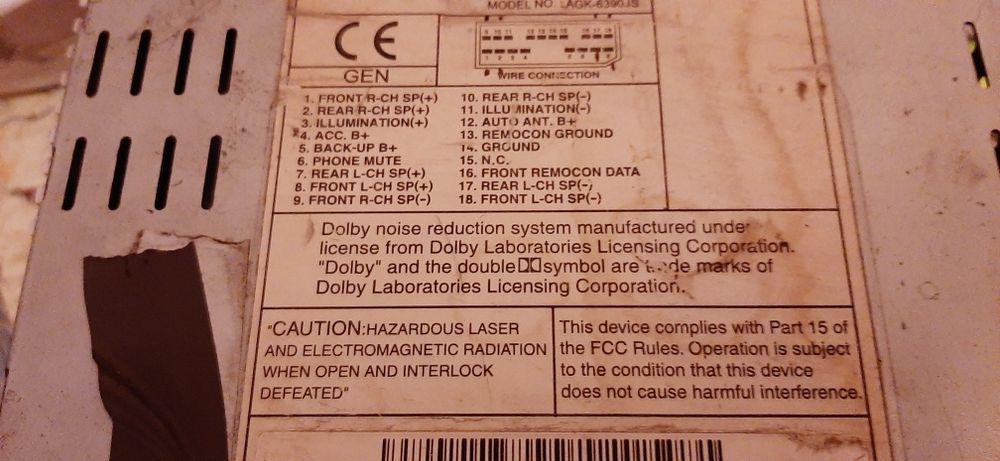 MODEL NO. AGK-6390JS
CE
GEN
WIRE CONNECTION
1. FRONT R-CH SP(+)
2. REAR R-CH SP(+)
3. ILLUMINATION(+)
4. ACC. B+
5. BACK-UP B+
6. PHONE MUTE
7. REAR L-CH SP(+)
8. FRONT L-CH SP(+)
9. FRONT R-CH SP(-)
10. REAR R-CH SP(-)
11. ILLUMINATION(-)
12. AUTO ANT. B+
13. REMOCON GROUND
14. GROUND
15. N.C.
16. FRONT REMOCON DATA
17. REAR L-CH SP(-)
18. FRONT L-CH SP(-)
Dolby noise reduction system manufactured under
license from Dolby Laboratories Licensing Corporation.
"Dolby" and the double symbol are trade marks of
Dolby Laboratories Licensing Corporation.
"CAUTION:HAZARDOUS LASER
AND ELECTROMAGNETIC RADIATION
WHEN OPEN AND INTERLOCK
DEFEATED"
This device complies with Part 15 of
the FCC Rules. Operation is subject
to the condition that this device
does not cause harmful interference.